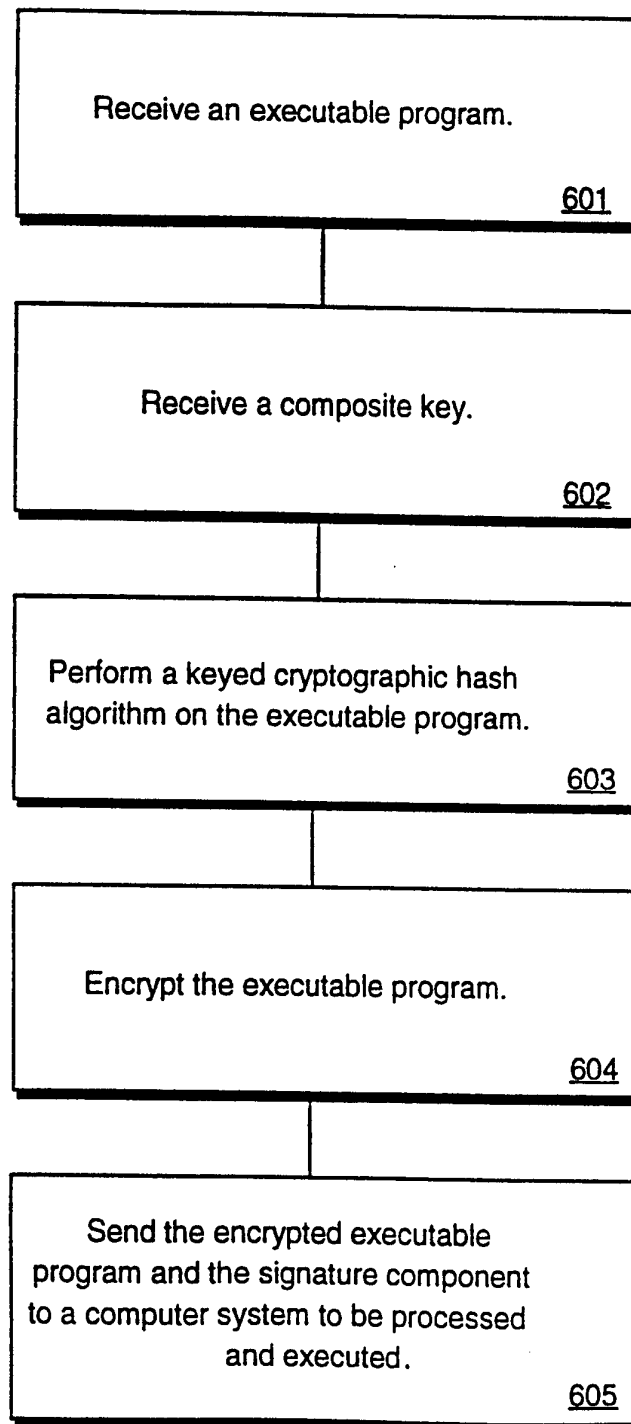 Receive an executable program.
601
Receive a composite key.
602
Perform a keyed cryptographic hash
algorithm on the executable program.
603
Encrypt the executable program.
604
Send the encrypted executable
program and the signature component
to a computer system to be processed
and executed.
605